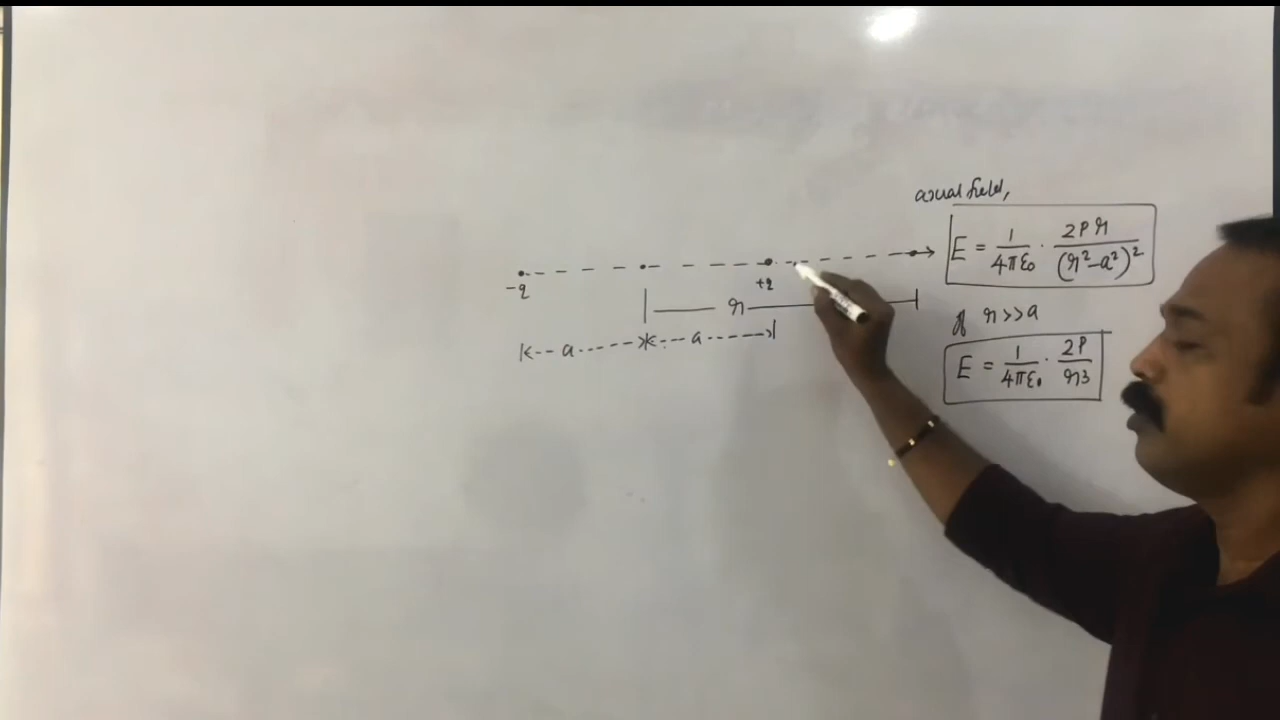 axial field,
E = 1/4πε₀ · 2Pr/(r²-a²)²
-q
+q
r
If r>>a
a
a
E = 1/4πε₀ · 2P/r3